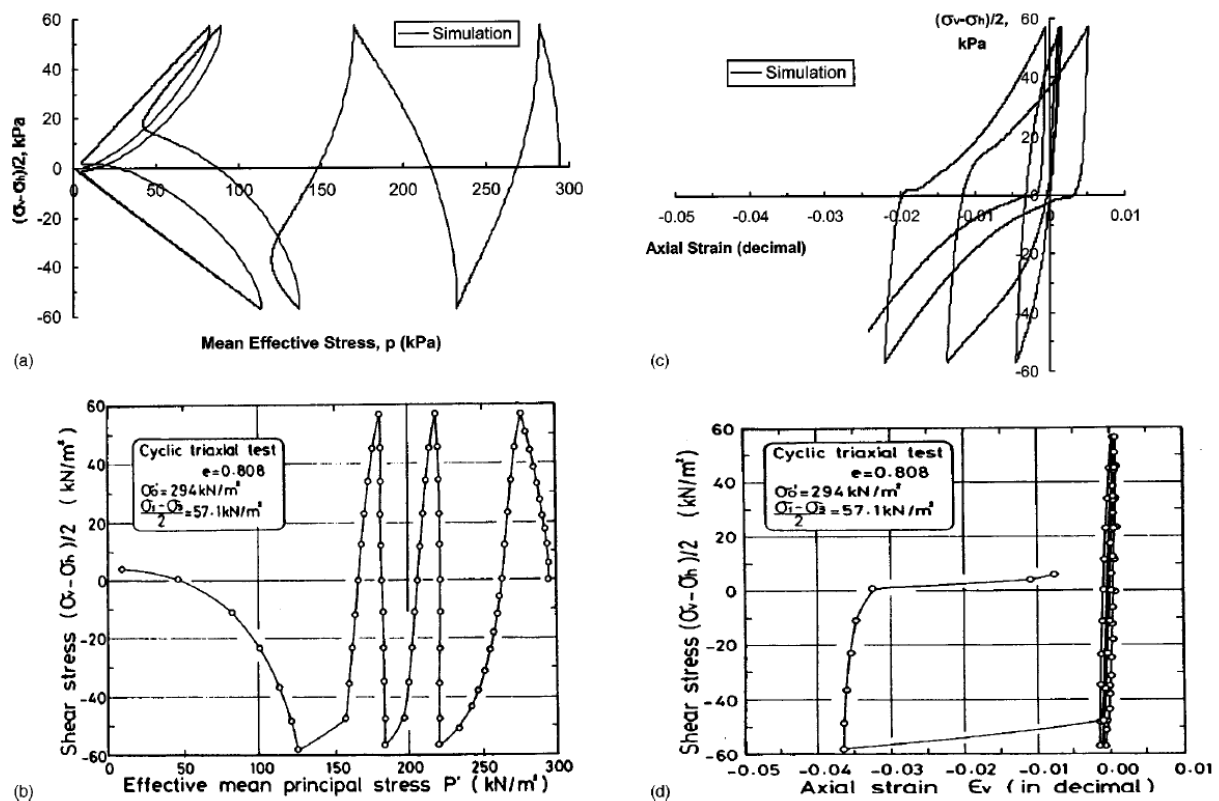 60
40
20
0
-20
-40
-60
(σv-σh)/2, kPa
0
50
100
150
200
250
300
Simulation
Mean Effective Stress, p (kPa)
(a)
(σv-σh)/2,
kPa
60
40
20
0
-20
-40
-60
Simulation
-0.05
-0.04
-0.03
-0.02
-0.01
0
0.01
Axial Strain (decimal)
(c)
60
40
20
0
-20
-40
-60
Shear stress (σv-σh)/2 (kN/m²)
Cyclic triaxial test
e=0.808
σo'=294kN/m²
σ1-σ3/2=57.1kN/m²
0
50
100
150
200
250
300
Effective mean principal stress P' (kN/m²)
(b)
60
40
20
0
-20
-40
-60
Shear stress (σv-σh)/2 (kN/m²)
Cyclic triaxial test
e=0.808
σo'=294kN/m²
σ1-σ3/2=57.1kN/m²
-0.05
-0.04
-0.03
-0.02
-0.01
0.00
0.01
Axial strain εv (in decimal)
(d)